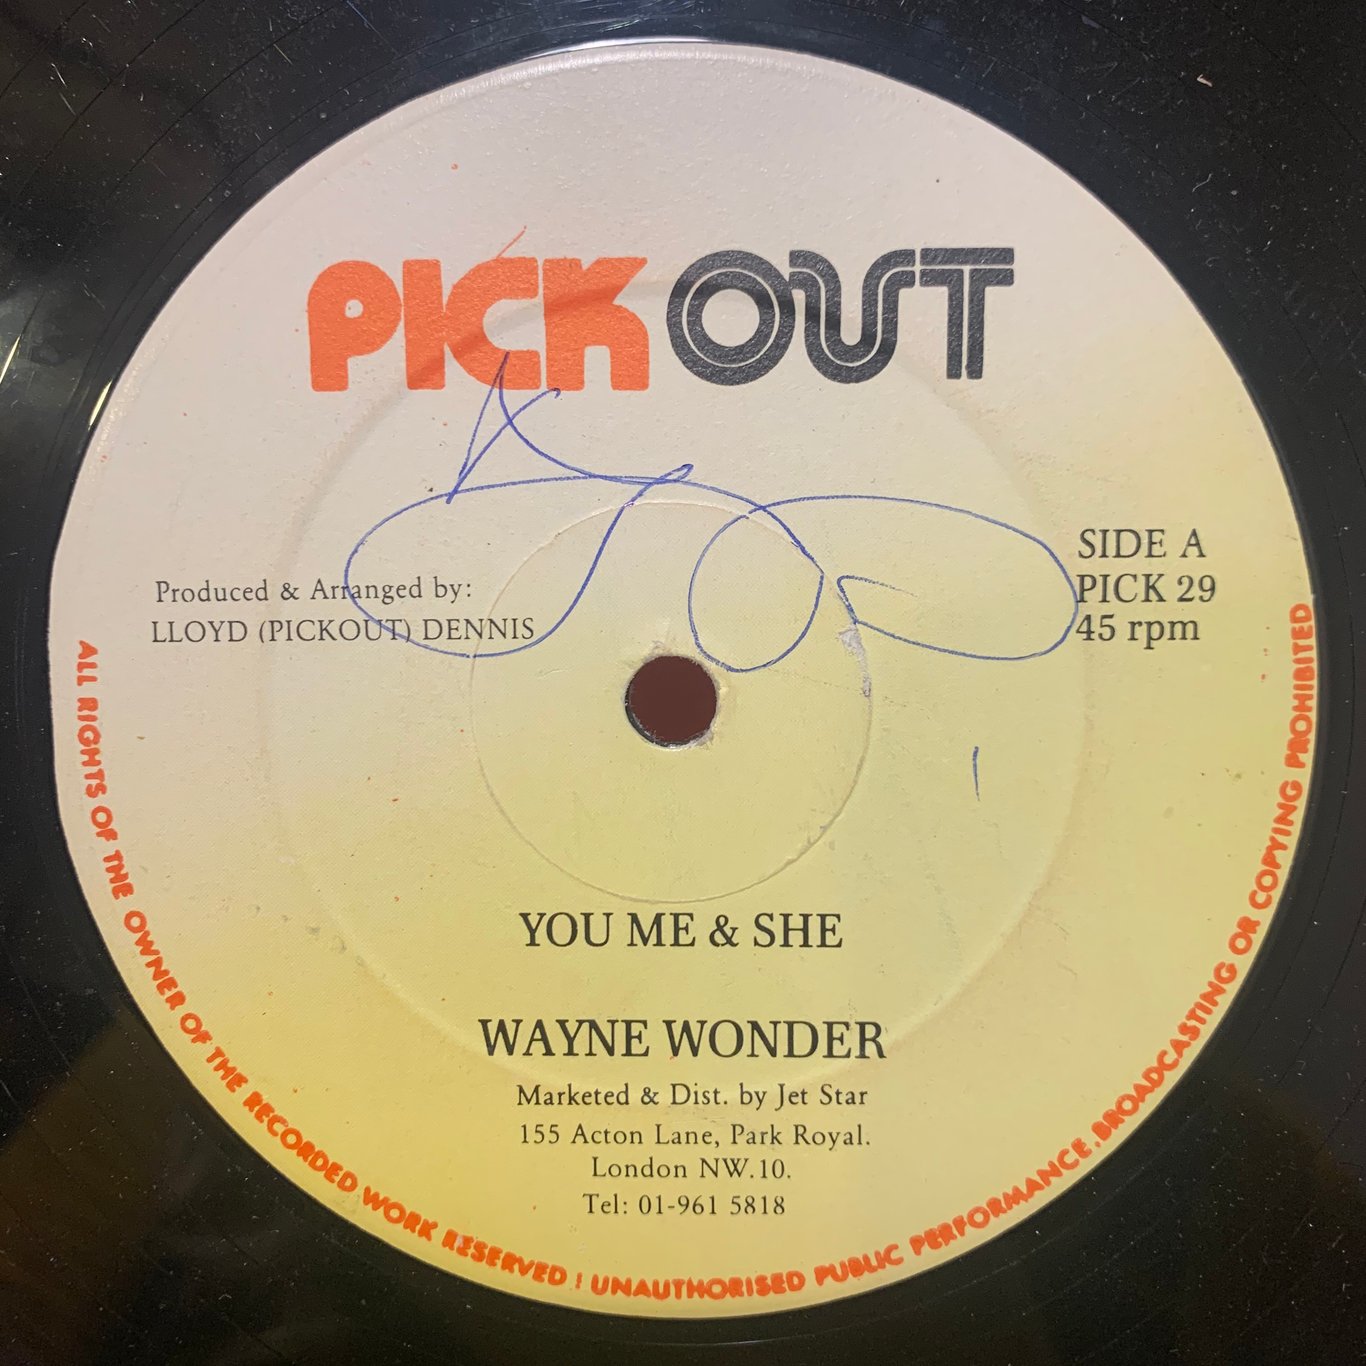 PICK OUT
Produced & Arranged by:
LLOYD (PICKOUT) DENNIS
SIDE A
PICK 29
45 rpm
YOU ME & SHE
WAYNE WONDER
Marketed & Dist. by Jet Star
155 Acton Lane, Park Royal.
London NW.10.
Tel: 01-961 5818
ALL RIGHTS OF THE OWNER OF THE RECORDED WORK RESERVED ! UNAUTHORISED PUBLIC PERFORMANCE, BROADCASTING OR COPYING PROHIBITED